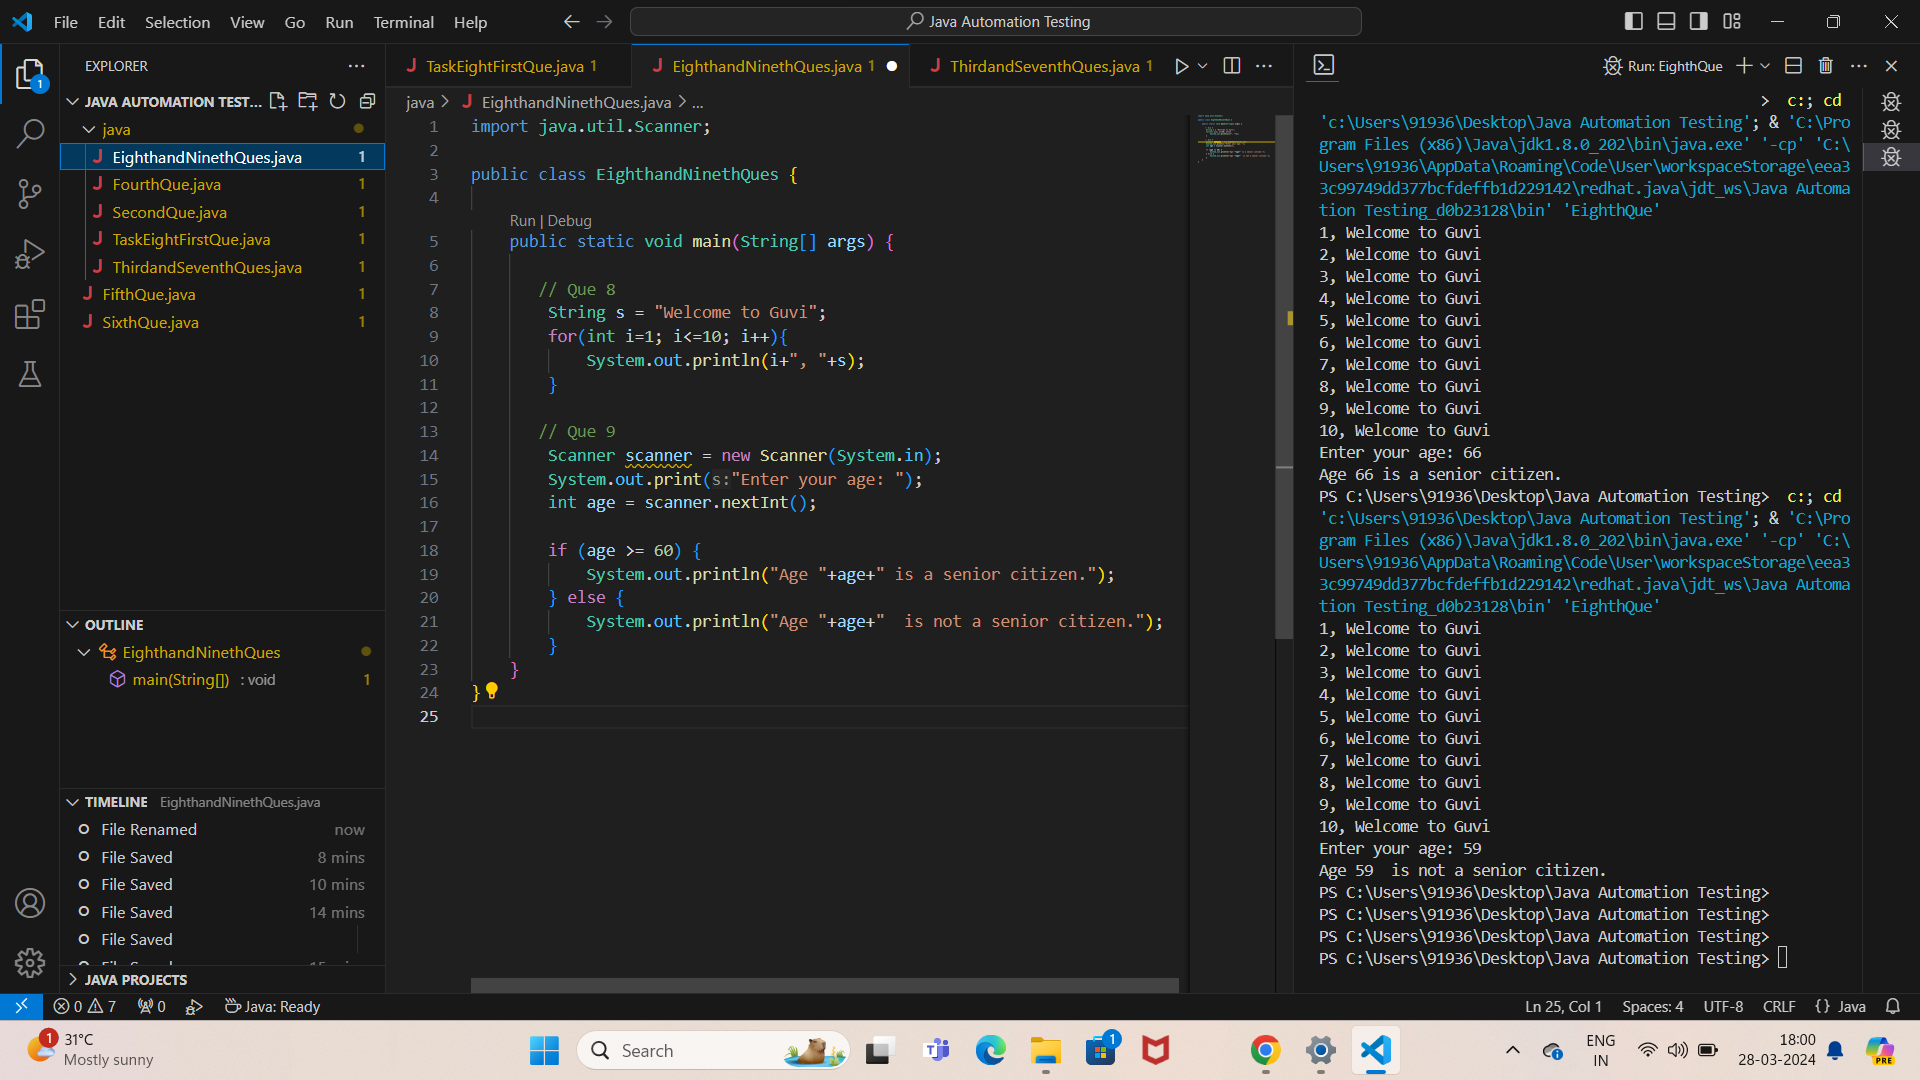 File Edit Selection View Go Run Terminal Help
Java Automation Testing
1
EXPLORER
JAVA AUTOMATION TEST...
java
EighthandNinethQues.java 1
FourthQue.java 1
SecondQue.java 1
TaskEightFirstQue.java 1
ThirdandSeventhQues.java 1
FifthQue.java 1
SixthQue.java 1
OUTLINE
EighthandNinethQues
main(String[]) : void 1
TIMELINE EighthandNinethQues.java
File Renamed now
File Saved 8 mins
File Saved 10 mins
File Saved 14 mins
File Saved
JAVA PROJECTS
TaskEightFirstQue.java 1
EighthandNinethQues.java 1
ThirdandSeventhQues.java 1
java > EighthandNinethQues.java > ...
1 import java.util.Scanner;
2
3 public class EighthandNinethQues {
4
Run | Debug
5 public static void main(String[] args) {
6
7 // Que 8
8 String s = "Welcome to Guvi";
9 for(int i=1; i<=10; i++){
10 System.out.println(i+", "+s);
11 }
12
13 // Que 9
14 Scanner scanner = new Scanner(System.in);
15 System.out.print(s:"Enter your age: ");
16 int age = scanner.nextInt();
17
18 if (age >= 60) {
19 System.out.println("Age "+age+" is a senior citizen.");
20 } else {
21 System.out.println("Age "+age+"  is not a senior citizen.");
22 }
23 }
24 }
25
Run: EighthQue
> c:; cd
'c:\Users\91936\Desktop\Java Automation Testing'; & 'C:\Pro
gram Files (x86)\Java\jdk1.8.0_202\bin\java.exe' '-cp' 'C:\
Users\91936\AppData\Roaming\Code\User\workspaceStorage\eea3
3c99749dd377bcfdeffb1d229142\redhat.java\jdt_ws\Java Automa
tion Testing_d0b23128\bin' 'EighthQue'
1, Welcome to Guvi
2, Welcome to Guvi
3, Welcome to Guvi
4, Welcome to Guvi
5, Welcome to Guvi
6, Welcome to Guvi
7, Welcome to Guvi
8, Welcome to Guvi
9, Welcome to Guvi
10, Welcome to Guvi
Enter your age: 66
Age 66 is a senior citizen.
PS C:\Users\91936\Desktop\Java Automation Testing>  c:; cd
'c:\Users\91936\Desktop\Java Automation Testing'; & 'C:\Pro
gram Files (x86)\Java\jdk1.8.0_202\bin\java.exe' '-cp' 'C:\
Users\91936\AppData\Roaming\Code\User\workspaceStorage\eea3
3c99749dd377bcfdeffb1d229142\redhat.java\jdt_ws\Java Automa
tion Testing_d0b23128\bin' 'EighthQue'
1, Welcome to Guvi
2, Welcome to Guvi
3, Welcome to Guvi
4, Welcome to Guvi
5, Welcome to Guvi
6, Welcome to Guvi
7, Welcome to Guvi
8, Welcome to Guvi
9, Welcome to Guvi
10, Welcome to Guvi
Enter your age: 59
Age 59  is not a senior citizen.
PS C:\Users\91936\Desktop\Java Automation Testing>
PS C:\Users\91936\Desktop\Java Automation Testing>
PS C:\Users\91936\Desktop\Java Automation Testing>
PS C:\Users\91936\Desktop\Java Automation Testing>
0 7 0 Java: Ready
Ln 25, Col 1 Spaces: 4 UTF-8 CRLF {} Java
1
31°C
Mostly sunny
Search
1
ENG
IN
18:00
28-03-2024
PRE